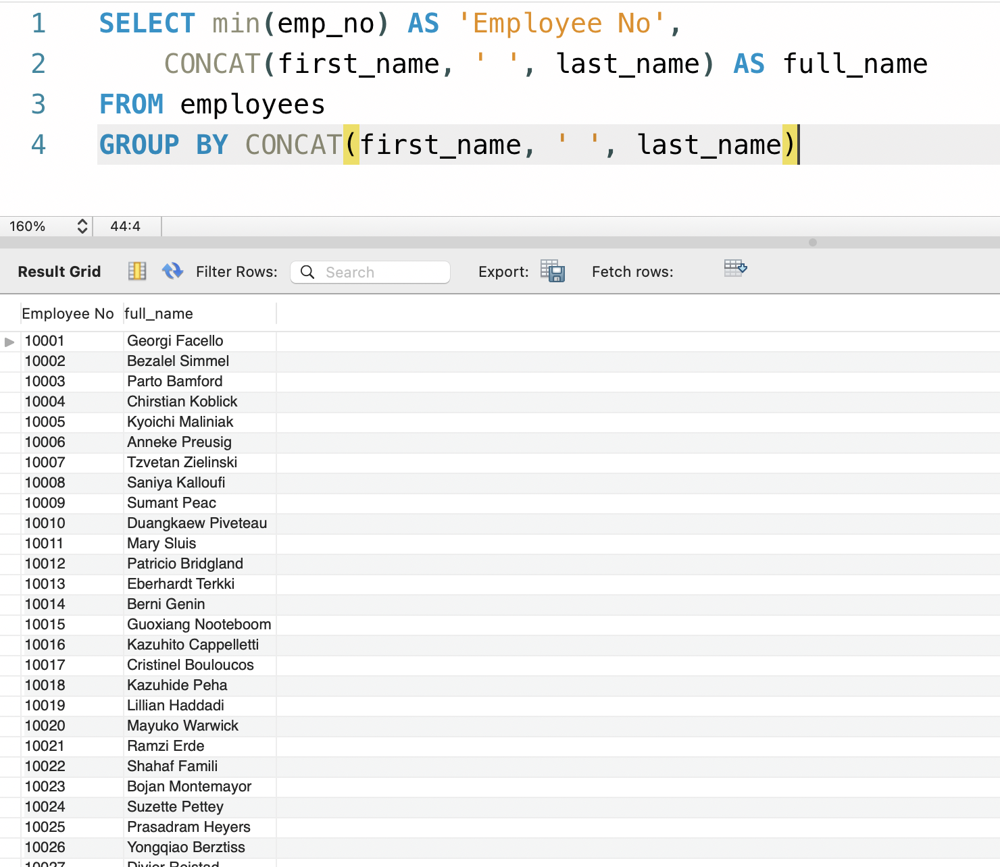 1 SELECT min(emp_no) AS 'Employee No',
2 CONCAT(first_name, ' ', last_name) AS full_name
3 FROM employees
4 GROUP BY CONCAT(first_name, ' ', last_name)
160% 44:4
Result Grid Filter Rows: Search Export: Fetch rows:
Employee No full_name
10001 Georgi Facello
10002 Bezalel Simmel
10003 Parto Bamford
10004 Chirstian Koblick
10005 Kyoichi Maliniak
10006 Anneke Preusig
10007 Tzvetan Zielinski
10008 Saniya Kalloufi
10009 Sumant Peac
10010 Duangkaew Piveteau
10011 Mary Sluis
10012 Patricio Bridgland
10013 Eberhardt Terkki
10014 Berni Genin
10015 Guoxiang Nooteboom
10016 Kazuhito Cappelletti
10017 Cristinel Bouloucos
10018 Kazuhide Peha
10019 Lillian Haddadi
10020 Mayuko Warwick
10021 Ramzi Erde
10022 Shahaf Famili
10023 Bojan Montemayor
10024 Suzette Pettey
10025 Prasadram Heyers
10026 Yongqiao Berztiss
10027 Divier Reistad